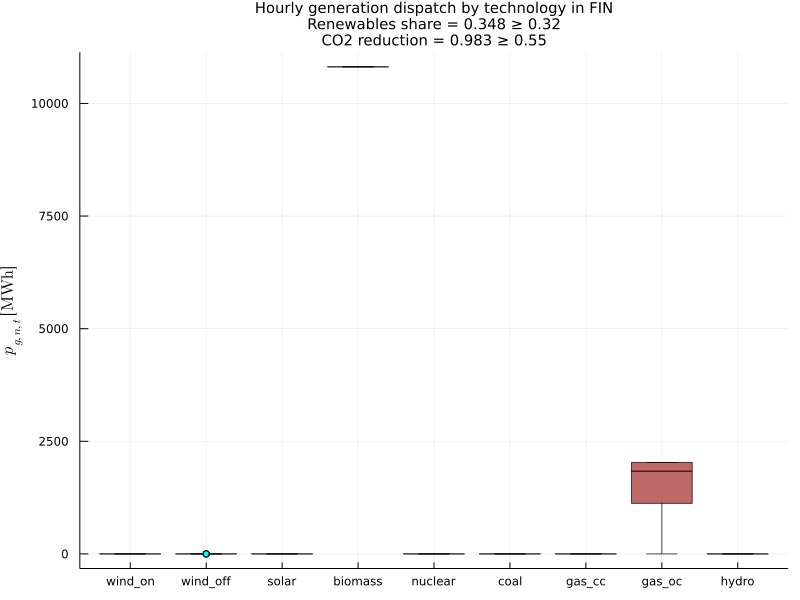 Hourly generation dispatch by technology in FIN
Renewables share = 0.348 ≥ 0.32
CO2 reduction = 0.983 ≥ 0.55
10000
7500
5000
2500
0
p_{g,n,t} [MWh]
wind_on wind_off solar biomass nuclear coal gas_cc gas_oc hydro